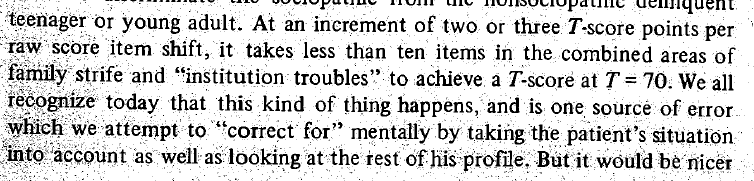 teenager or young adult. At an increment of two or three T-score points per
raw score item shift, it takes less than ten items in the combined areas of
family strife and “institution troubles” to achieve a T-score at T = 70. We all
recognize today that this kind of thing happens, and is one source of error
which we attempt to “correct for” mentally by taking the patient’s situation
into account as well as looking at the rest of his profile. But it would be nicer